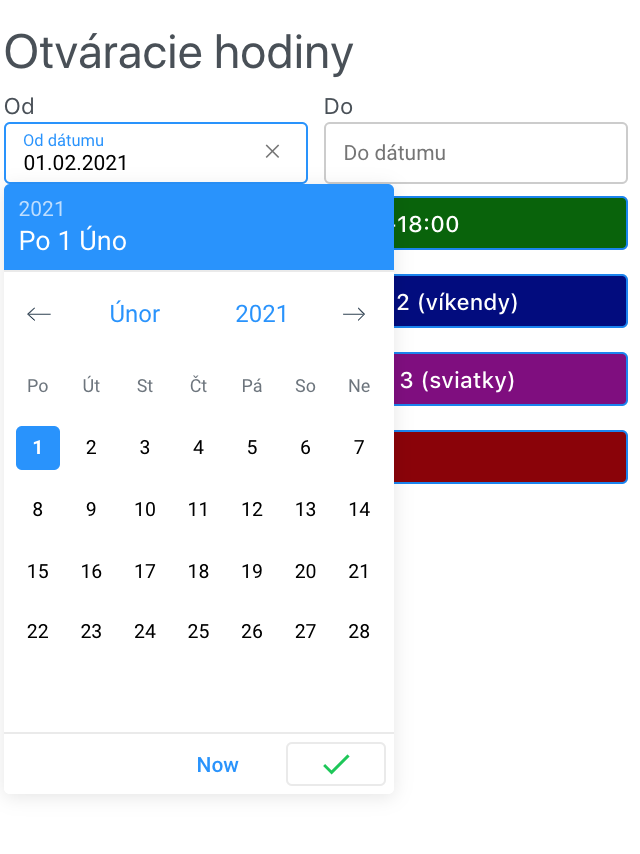 Otváracie hodiny
Od
Do
Od dátumu
01.02.2021
Do dátumu
2021
Po 1 Úno
-18:00
2 (víkendy)
3 (sviatky)
Únor 2021
Po Út St Čt Pá So Ne
1 2 3 4 5 6 7
8 9 10 11 12 13 14
15 16 17 18 19 20 21
22 23 24 25 26 27 28
Now